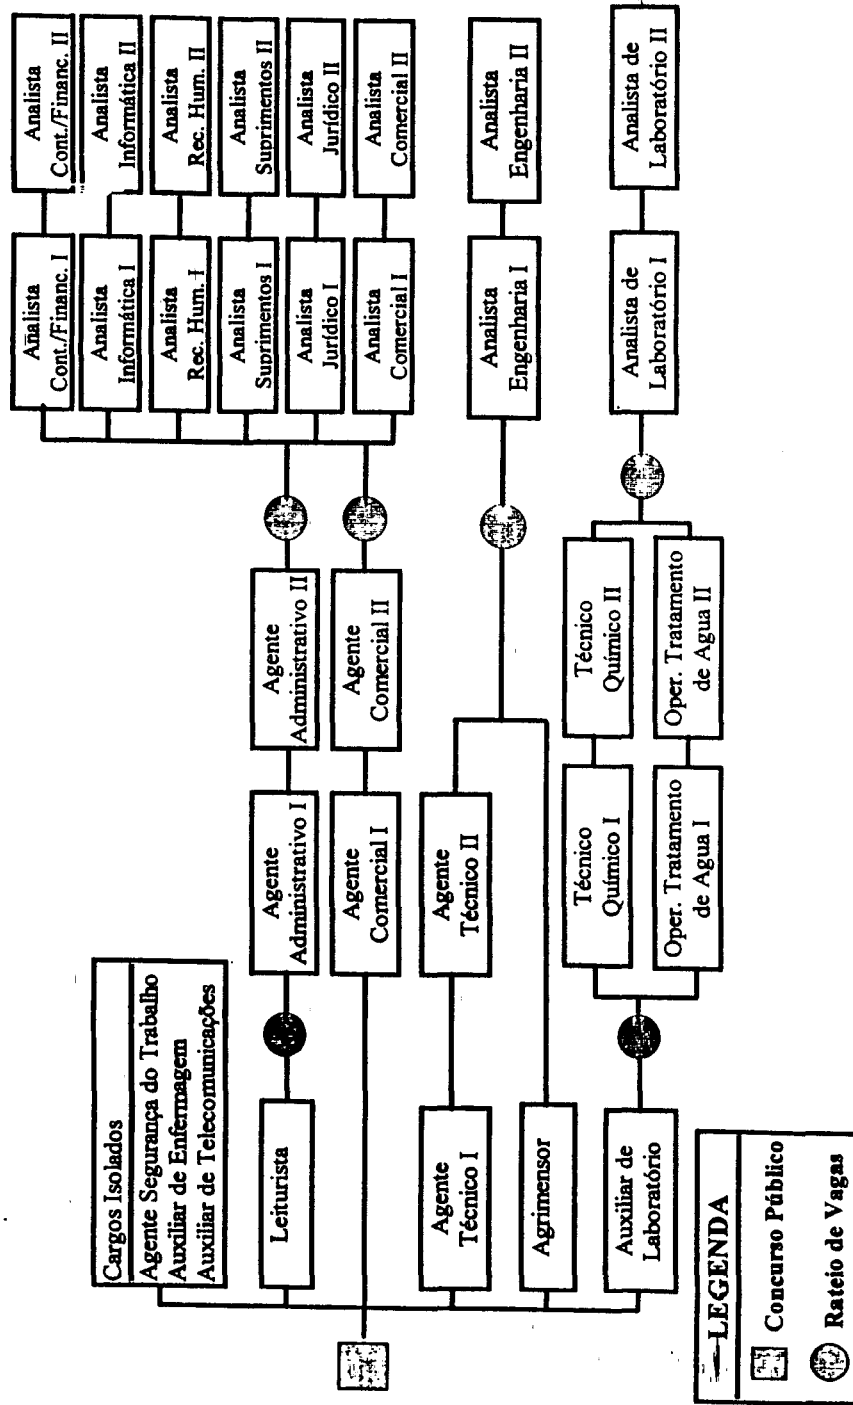 Cargos Isolados
Agente Segurança do Trabalho
Auxiliar de Enfermagem
Auxiliar de Telecomunicações
Leiturista
Agente
Administrativo I
Agente
Administrativo II
Agente
Comercial I
Agente
Comercial II
Analista
Cont./Financ. I
Analista
Cont./Financ. II
Analista
Informática I
Analista
Informática II
Analista
Rec. Hum. I
Analista
Rec. Hum. II
Analista
Suprimentos I
Analista
Suprimentos II
Analista
Jurídico I
Analista
Jurídico II
Analista
Comercial I
Analista
Comercial II
Agente
Técnico I
Agente
Técnico II
Agrimensor
Analista
Engenharia I
Analista
Engenharia II
Auxiliar de
Laboratório
Técnico
Químico I
Técnico
Químico II
Oper. Tratamento
de Agua I
Oper. Tratamento
de Agua II
Analista de
Laboratório I
Analista de
Laboratório II
LEGENDA
Concurso Público
Rateio de Vagas